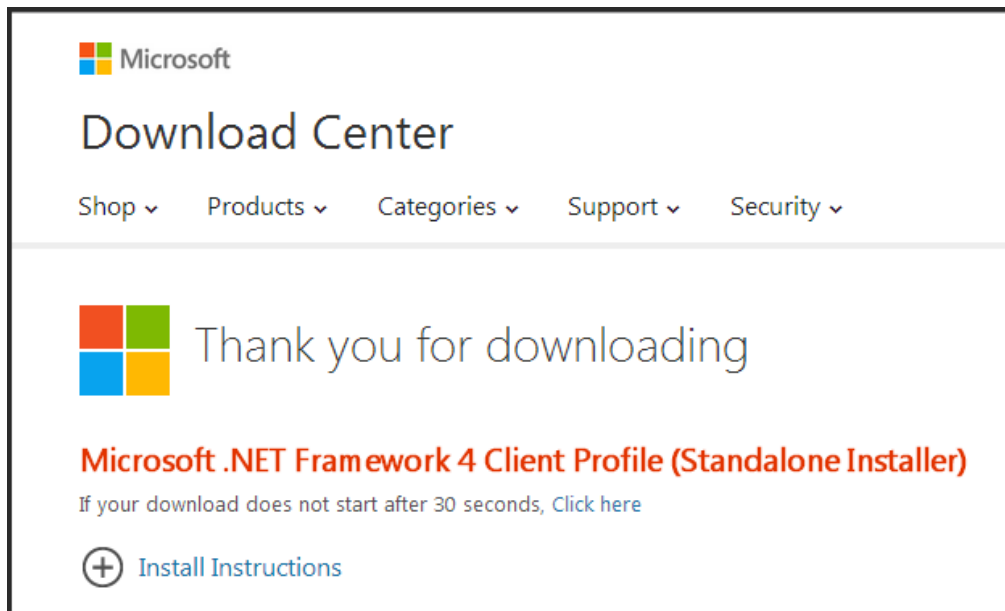 Microsoft
Download Center
Shop Products Categories Support Security
Thank you for downloading
Microsoft .NET Framework 4 Client Profile (Standalone Installer)
If your download does not start after 30 seconds, Click here
Install Instructions